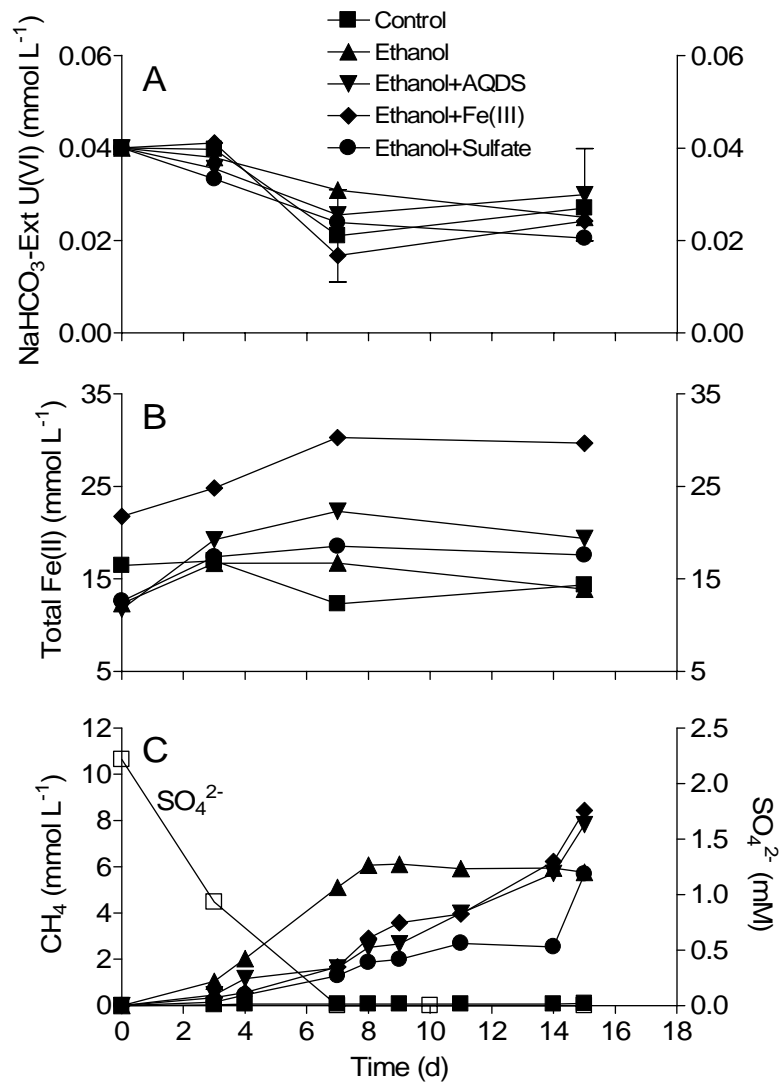 Control
Ethanol
Ethanol+AQDS
Ethanol+Fe(III)
Ethanol+Sulfate
A
NaHCO₃-Ext U(VI) (mmol L⁻¹)
0.06 0.06
0.04 0.04
0.02 0.02
0.00 0.00
B
Total Fe(II) (mmol L⁻¹)
35 35
25 25
15 15
5 5
C
SO₄²⁻
CH₄ (mmol L⁻¹)
SO₄²⁻ (mM)
12 2.5
10 2.0
8
1.5
6
1.0
4
2 0.5
0 0.0
0 2 4 6 8 10 12 14 16 18
Time (d)